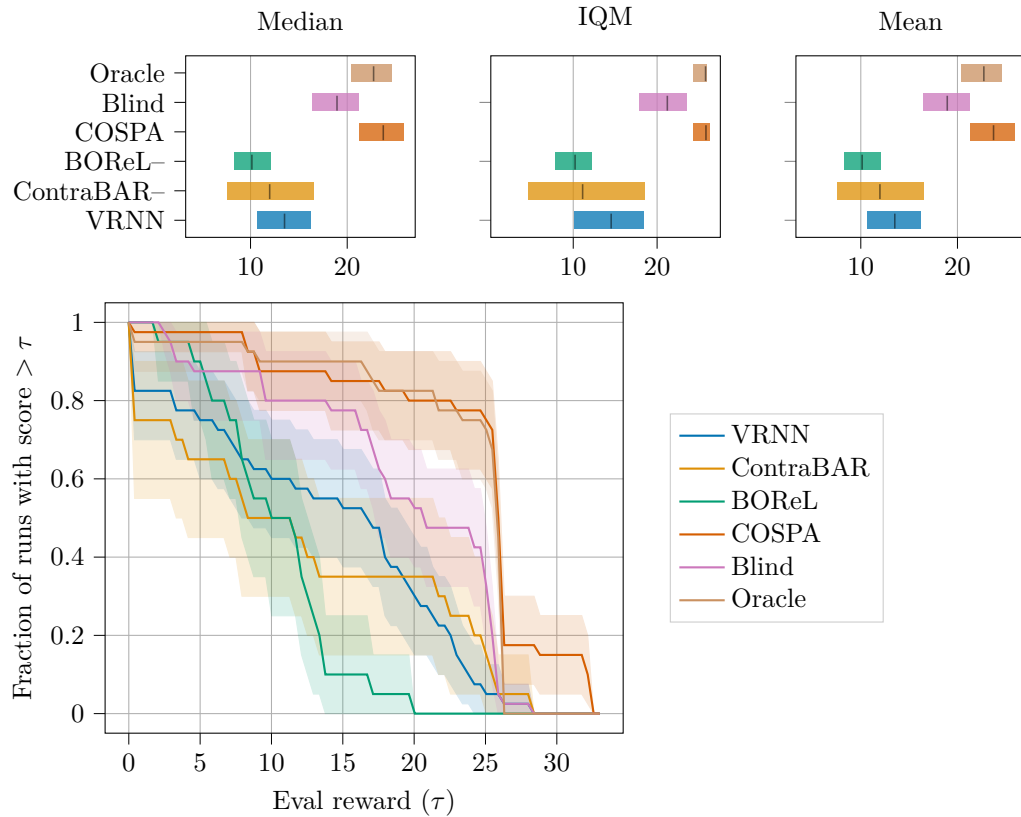 Median
IQM
Mean
Oracle
Blind
COSPA
BOReL–
ContraBAR–
VRNN
10 20
10 20
10 20
Fraction of runs with score > τ
1
0.8
0.6
0.4
0.2
0
0 5 10 15 20 25 30
Eval reward (τ)
VRNN
ContraBAR
BOReL
COSPA
Blind
Oracle